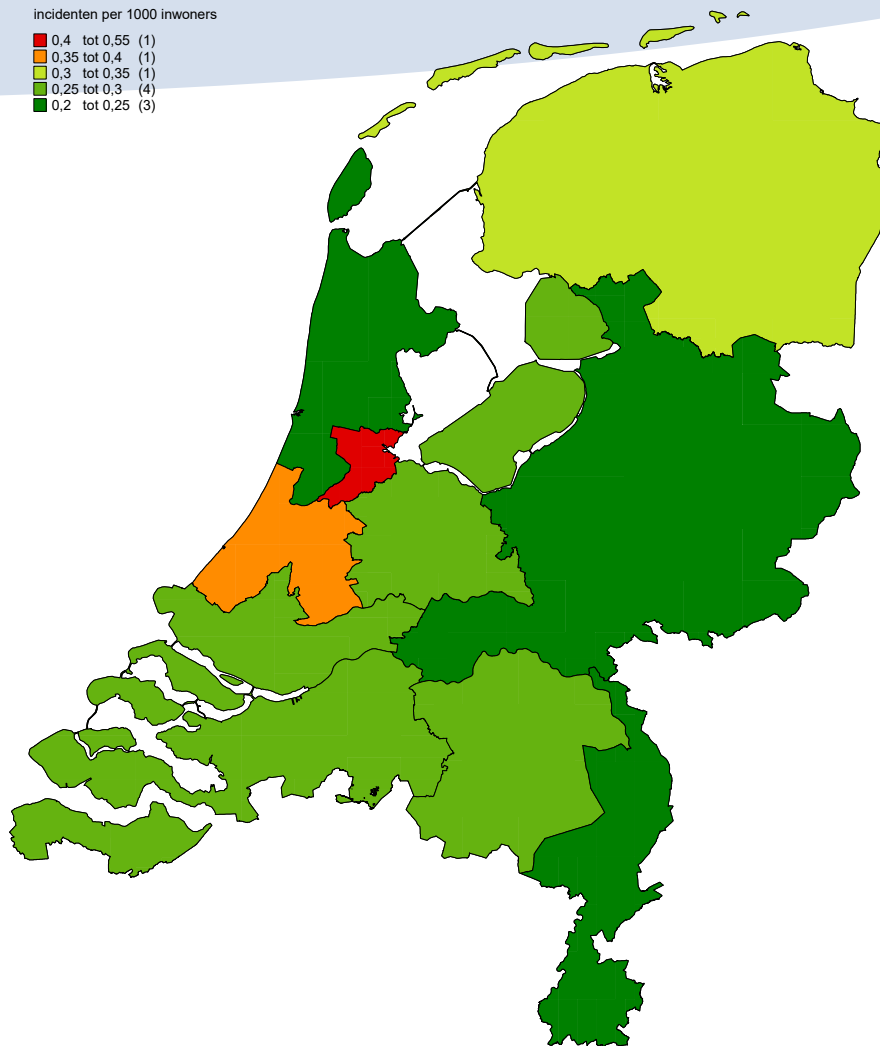 incidenten per 1000 inwoners
0,4 tot 0,55 (1)
0,35 tot 0,4 (1)
0,3 tot 0,35 (1)
0,25 tot 0,3 (4)
0,2 tot 0,25 (3)